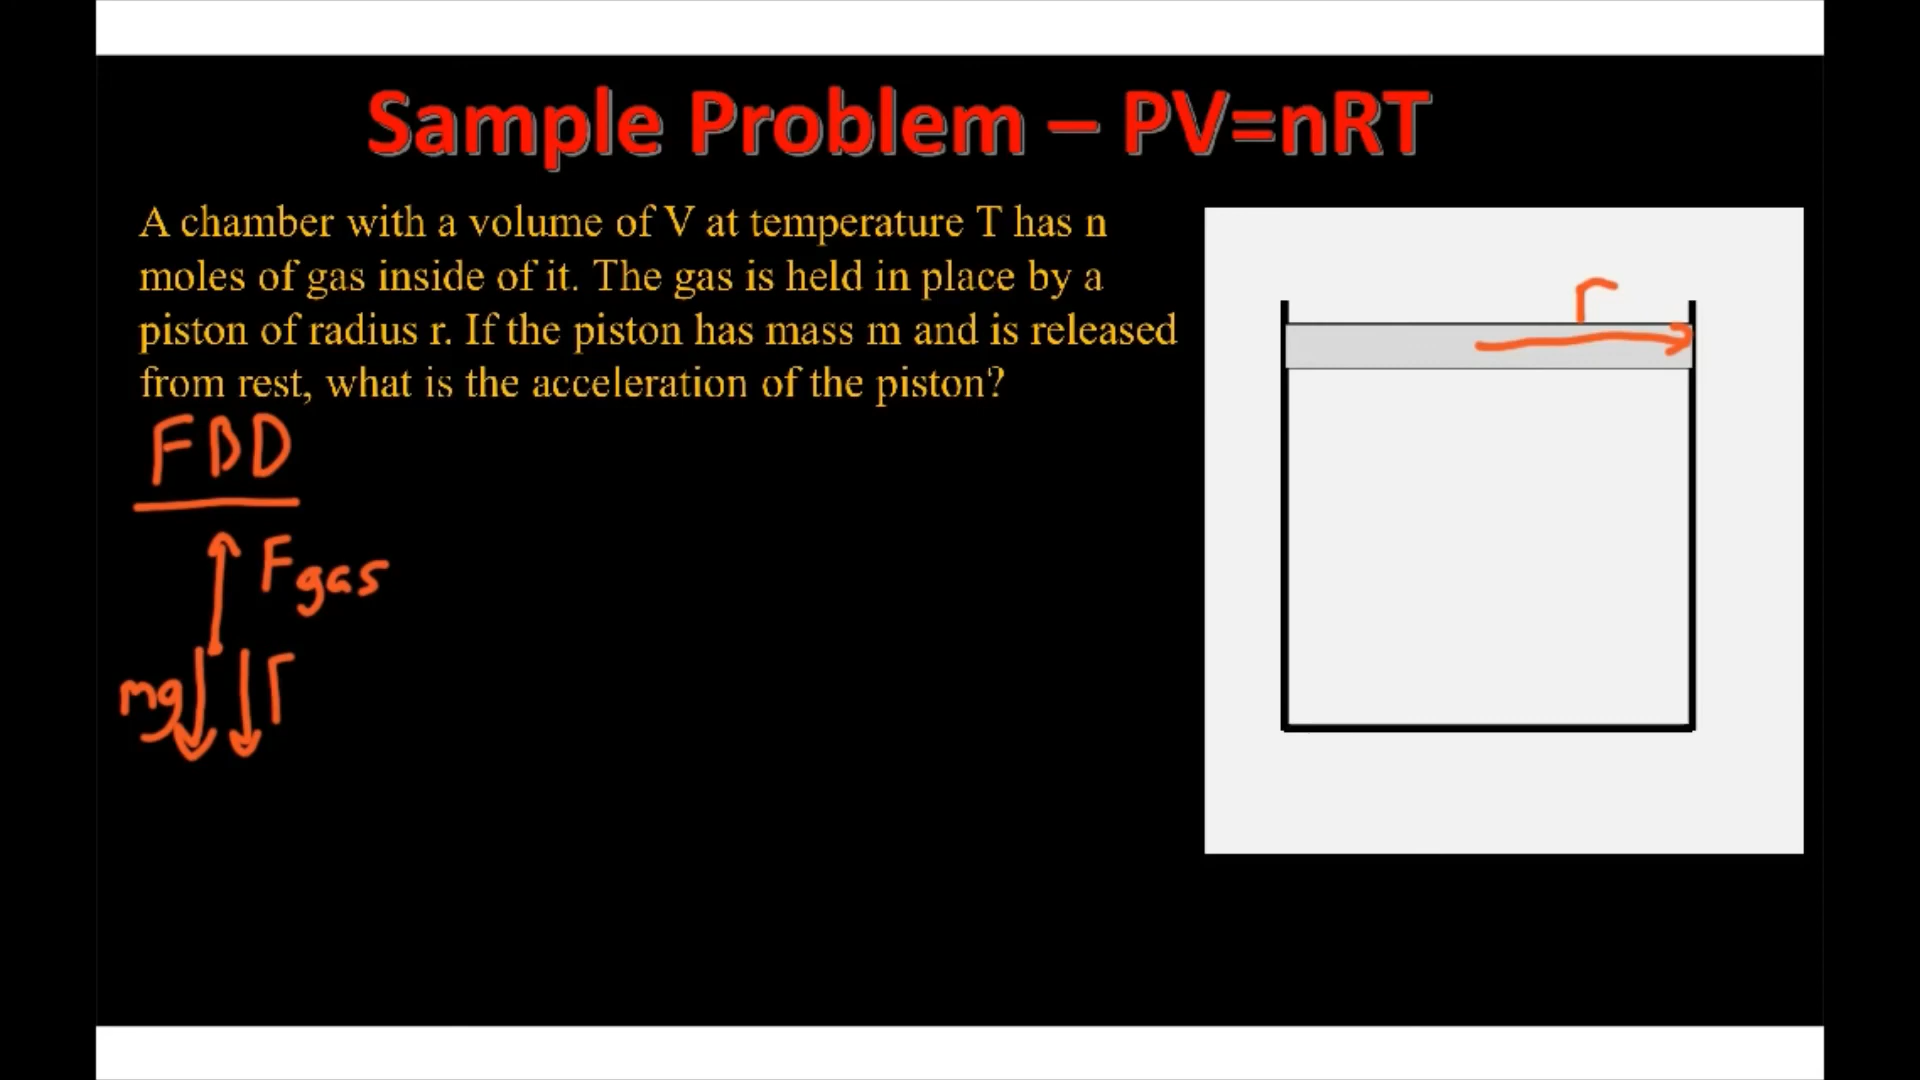 Sample Problem – PV=nRT
A chamber with a volume of V at temperature T has n
moles of gas inside of it. The gas is held in place by a
piston of radius r. If the piston has mass m and is released
from rest, what is the acceleration of the piston?
r
FBD
Fgas
mg